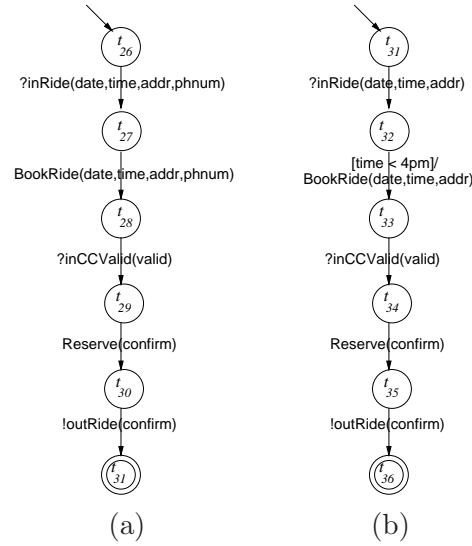 t26
?inRide(date,time,addr,phnum)
t27
BookRide(date,time,addr,phnum)
t28
?inCCValid(valid)
t29
Reserve(confirm)
t30
!outRide(confirm)
t31
(a)
t31
?inRide(date,time,addr)
t32
[time < 4pm]/
BookRide(date,time,addr)
t33
?inCCValid(valid)
t34
Reserve(confirm)
t35
!outRide(confirm)
t36
(b)